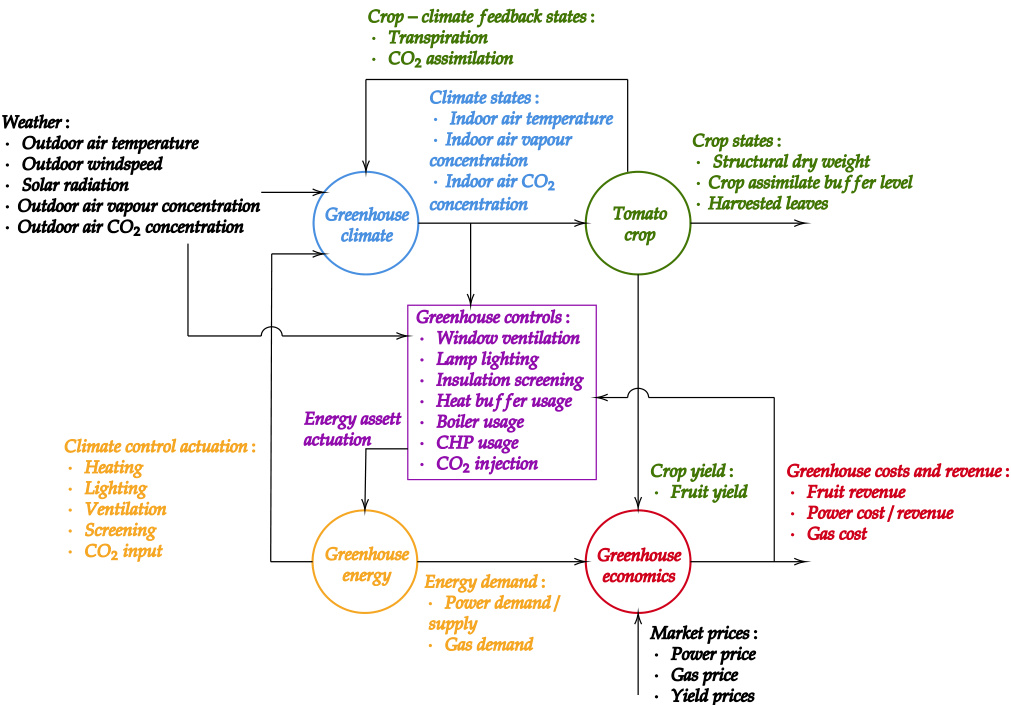 Crop – climate feedback states :
· Transpiration
· CO₂ assimilation
Climate states :
· Indoor air temperature
· Indoor air vapour
concentration
· Indoor air CO₂
concentration
Weather :
· Outdoor air temperature
· Outdoor windspeed
· Solar radiation
· Outdoor air vapour concentration
· Outdoor air CO₂ concentration
Crop states :
· Structural dry weight
· Crop assimilate buffer level
· Harvested leaves
Greenhouse
climate
Tomato
crop
Greenhouse controls :
· Window ventilation
· Lamp lighting
· Insulation screening
· Heat buffer usage
· Boiler usage
· CHP usage
· CO₂ injection
Energy assett
actuation
Climate control actuation :
· Heating
· Lighting
· Ventilation
· Screening
· CO₂ input
Crop yield :
· Fruit yield
Greenhouse costs and revenue :
· Fruit revenue
· Power cost / revenue
· Gas cost
Greenhouse
energy
Greenhouse
economics
Energy demand :
· Power demand /
supply
· Gas demand
Market prices :
· Power price
· Gas price
· Yield prices